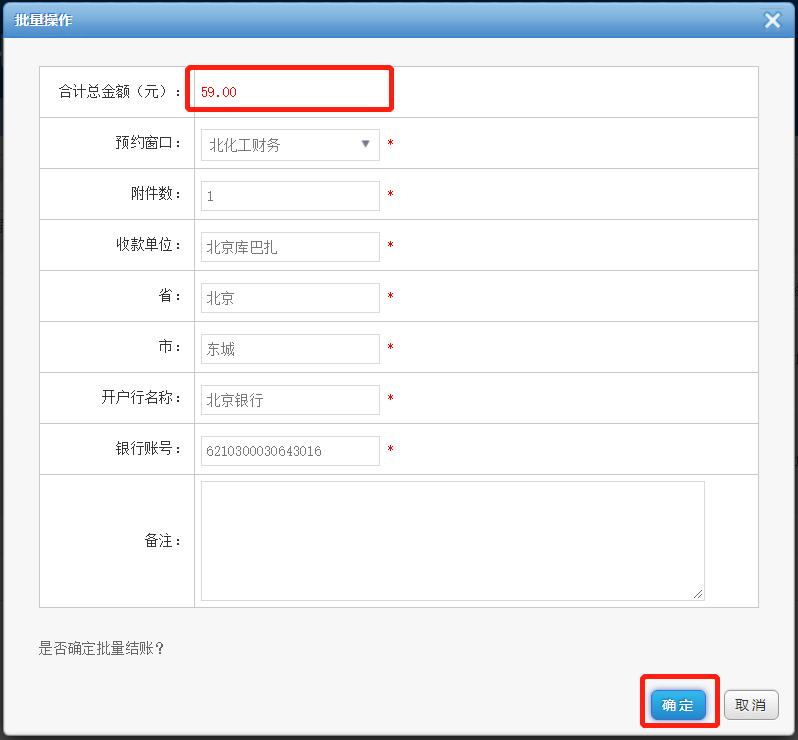 批量操作
合计总金额（元）： 59.00
预约窗口： 北化工财务 *
附件数： 1 *
收款单位： 北京库巴扎 *
省： 北京 *
市： 东城 *
开户行名称： 北京银行 *
银行账号： 6210300030643016 *
备注：
是否确定批量结账？
确定 取消